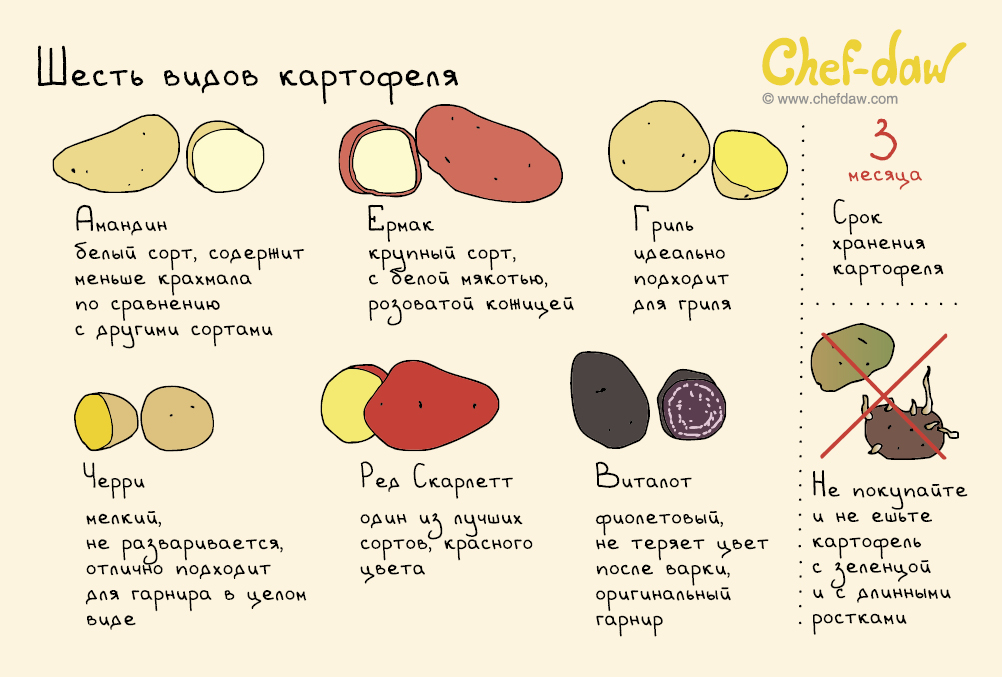 Шесть видов картофеля
Chef-daw
© www.chefdaw.com
Амандин
белый сорт, содержит
меньше крахмала
по сравнению
с другими сортами
Ермак
крупный сорт,
с белой мякотью,
розоватой кожицей
Гриль
идеально
подходит
для гриля
3
месяца
Срок
хранения
картофеля
Черри
мелкий,
не разваривается,
отлично подходит
для гарнира в целом
виде
Ред Скарлетт
один из лучших
сортов, красного
цвета
Виталот
фиолетовый,
не теряет цвет
после варки,
оригинальный
гарнир
Не покупайте
и не ешьте
картофель
с зеленцой
и с длинными
ростками